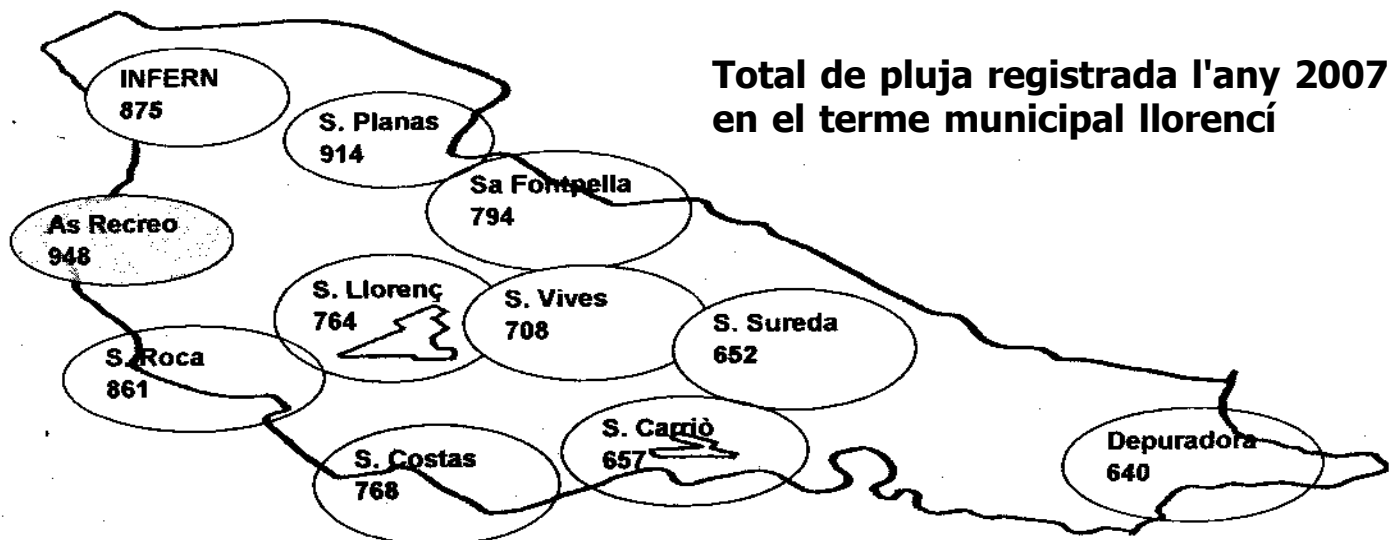 Total de pluja registrada l'any 2007
en el terme municipal llorencí
INFERN
875
S. Planas
914
Sa Fontpella
794
As Recreo
948
S. Llorenç
764
S. Vives
708
S. Sureda
652
S. Roca
861
S. Carriò
657
S. Costas
768
Depuradora
640